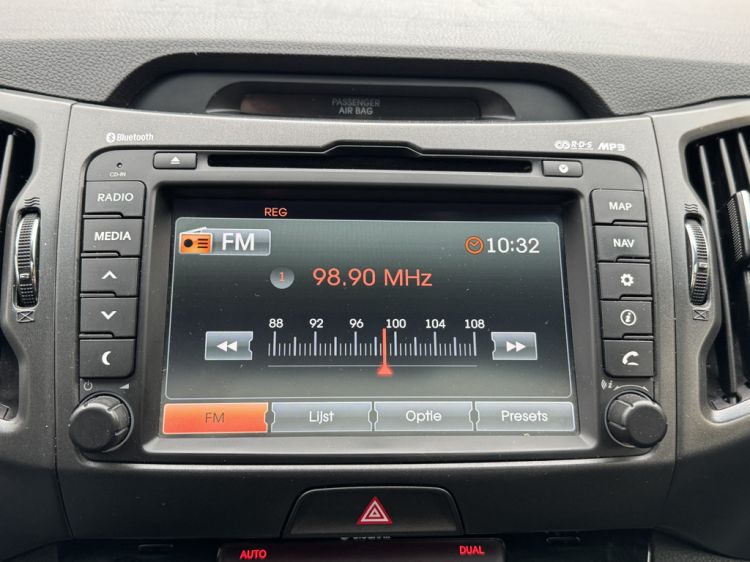 PASSENGER
AIR BAG
Bluetooth
R·D·S MP3
CD-IN
RADIO
MEDIA
MAP
NAV
REG
FM
10:32
1
98.90 MHz
88 92 96 100 104 108
FM Lijst Optie Presets
AUTO
DUAL